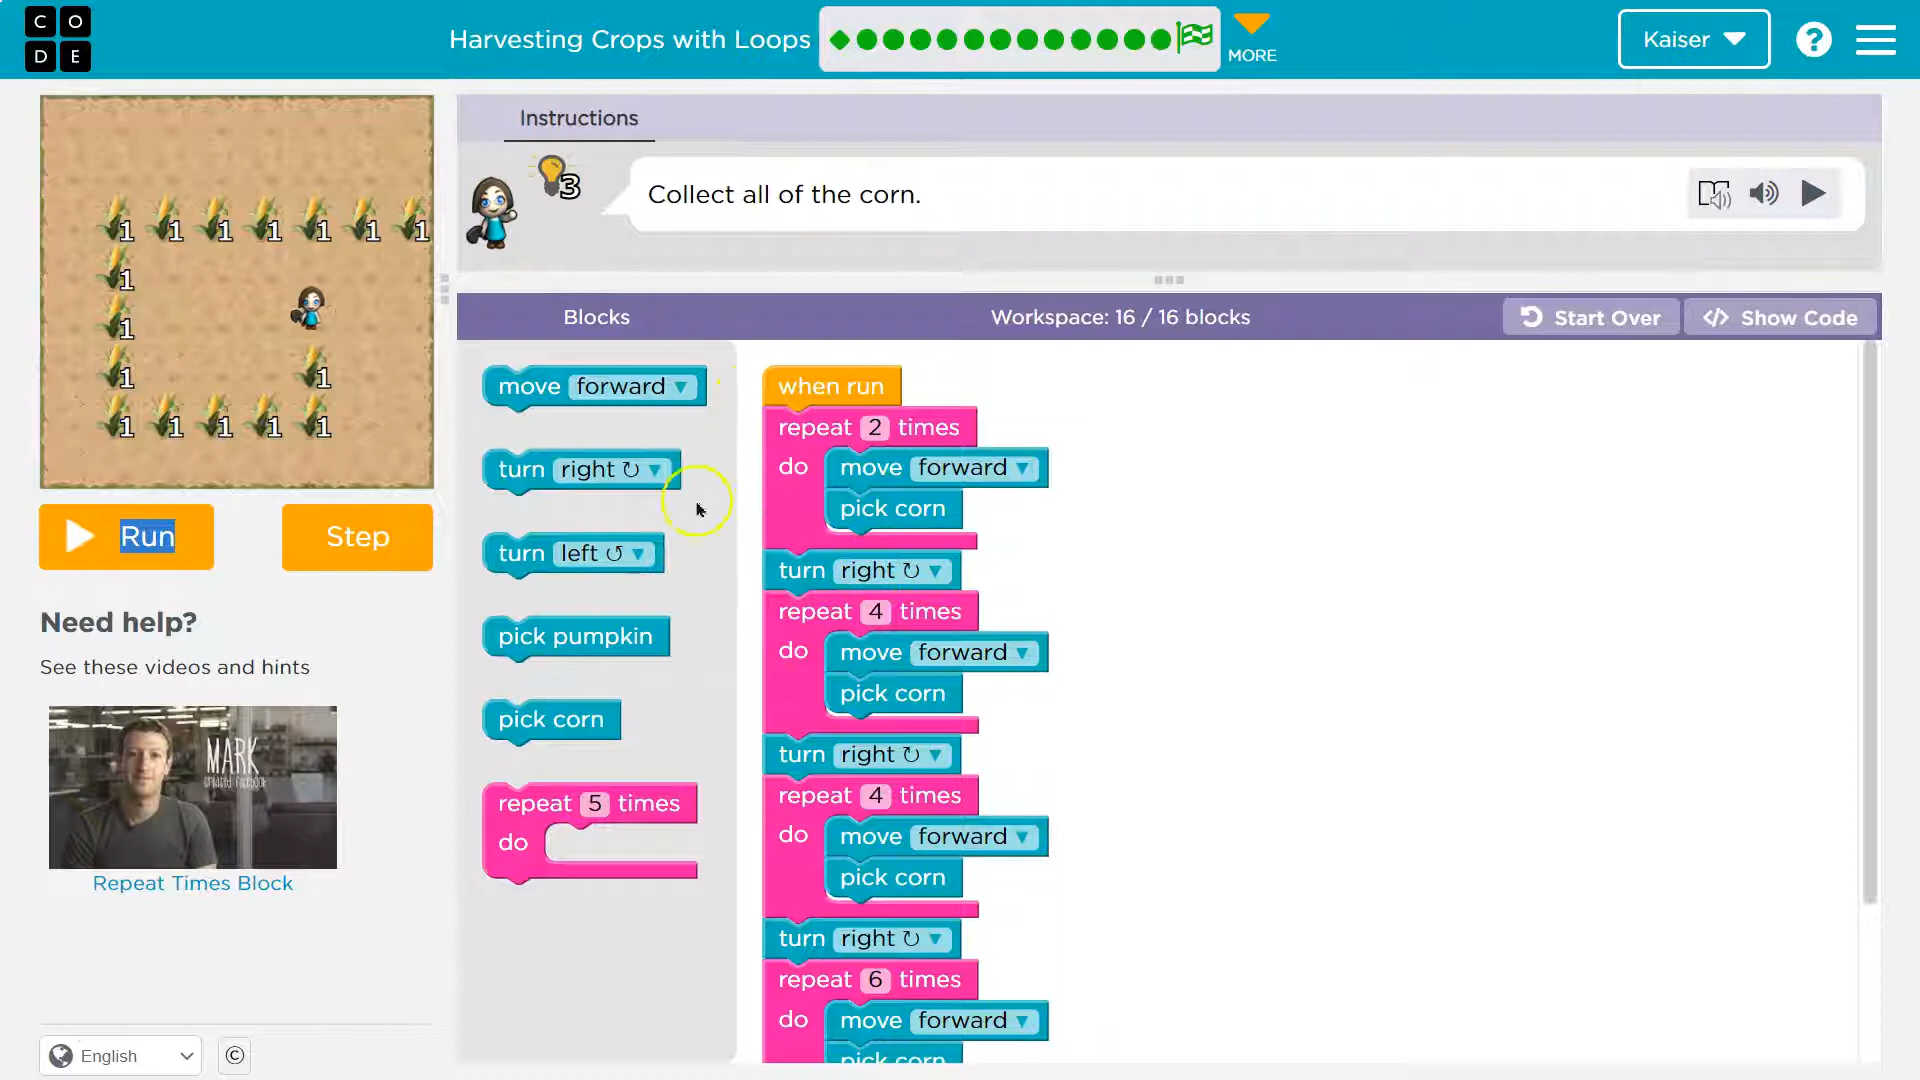 C O
D E
Harvesting Crops with Loops
MORE
Kaiser
?
Instructions
3
Collect all of the corn.
1 1 1 1 1 1 1
1
1
1 1
1 1 1 1 1
Run
Step
Need help?
See these videos and hints
MARK
Repeat Times Block
English
©
Blocks
Workspace: 16 / 16 blocks
Start Over
</> Show Code
move forward
turn right ↻
turn left ↺
pick pumpkin
pick corn
repeat 5 times
do
when run
repeat 2 times
do move forward
pick corn
turn right ↻
repeat 4 times
do move forward
pick corn
turn right ↻
repeat 4 times
do move forward
pick corn
turn right ↻
repeat 6 times
do move forward
pick corn